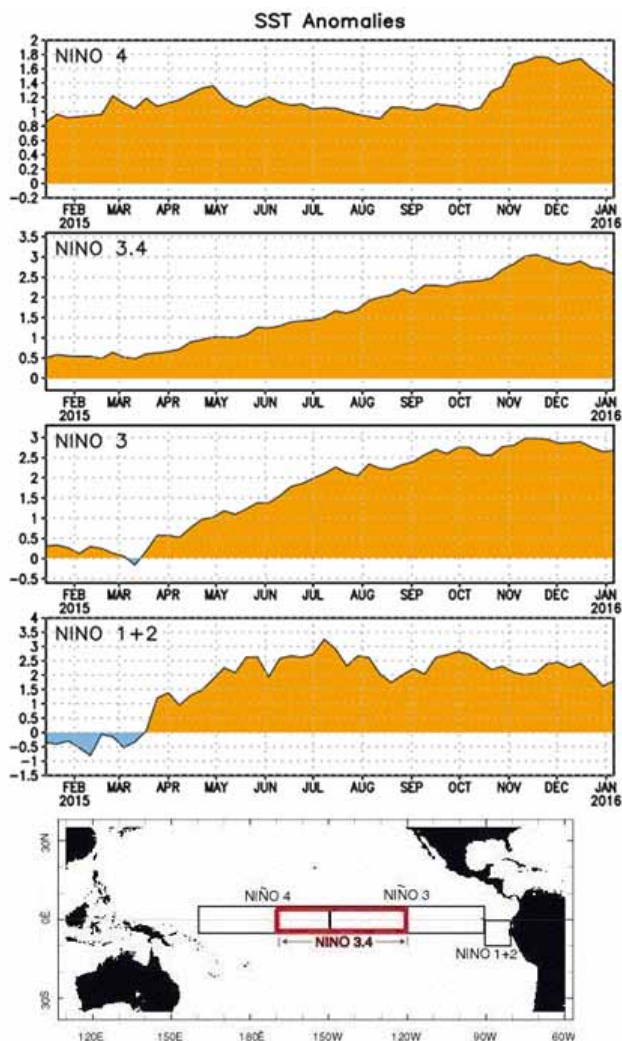 SST Anomalies
NINO 4
2
1.8
1.6
1.4
1.2
1
0.8
0.6
0.4
0.2
0
-0.2
FEB MAR APR MAY JUN JUL AUG SEP OCT NOV DEC JAN
2015 2016
NINO 3.4
3.5
3
2.5
2
1.5
1
0.5
0
FEB MAR APR MAY JUN JUL AUG SEP OCT NOV DEC JAN
2015 2016
NINO 3
3
2.5
2
1.5
1
0.5
0
-0.5
FEB MAR APR MAY JUN JUL AUG SEP OCT NOV DEC JAN
2015 2016
NINO 1+2
4
3.5
3
2.5
2
1.5
1
0.5
0
-0.5
-1
-1.5
FEB MAR APR MAY JUN JUL AUG SEP OCT NOV DEC JAN
2015 2016
30N
NIÑO 4 NIÑO 3
0E
NINO 3.4
NINO 1+2
30S
120E 150E 180E 150W 120W 90W 60W